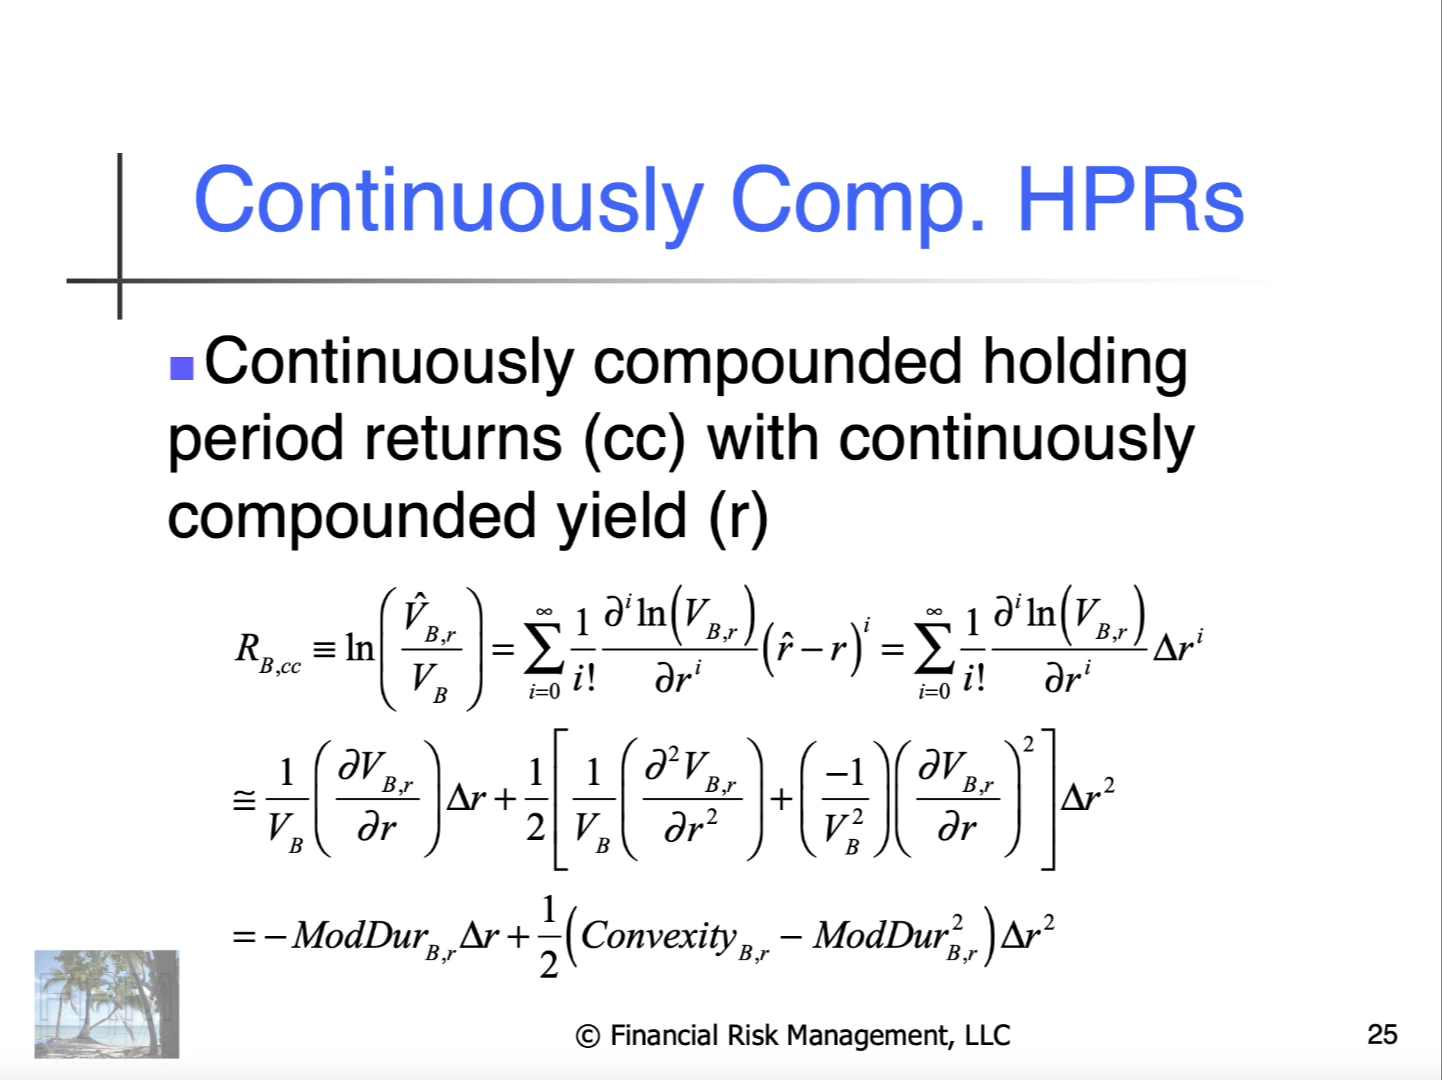 Continuously Comp. HPRs
■ Continuously compounded holding
period returns (cc) with continuously
compounded yield (r)
R_{B,cc} ≡ ln(V̂_{B,r} / V_B) = ∑_{i=0}^{∞} (1/i!) (∂^i ln(V_{B,r}) / ∂r^i) (r̂ − r)^i = ∑_{i=0}^{∞} (1/i!) (∂^i ln(V_{B,r}) / ∂r^i) Δr^i
≅ (1/V_B) (∂V_{B,r} / ∂r) Δr + (1/2) [ (1/V_B) (∂²V_{B,r} / ∂r²) + (−1 / V_B²) (∂V_{B,r} / ∂r)² ] Δr²
= − ModDur_{B,r} Δr + (1/2) (Convexity_{B,r} − ModDur²_{B,r}) Δr²
© Financial Risk Management, LLC
25